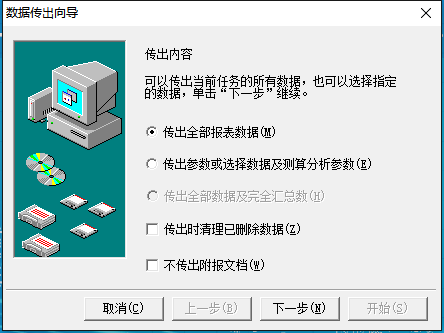 数据传出向导
传出内容
可以传出当前任务的所有数据，也可以选择指定
的数据，单击“下一步”继续。
传出全部报表数据(M)
传出参数或选择数据及测算分析参数(E)
传出全部数据及完全汇总数(H)
传出时清理已删除数据(Z)
不传出附报文档(W)
取消(C)
上一步(B)
下一步(N)
开始(S)